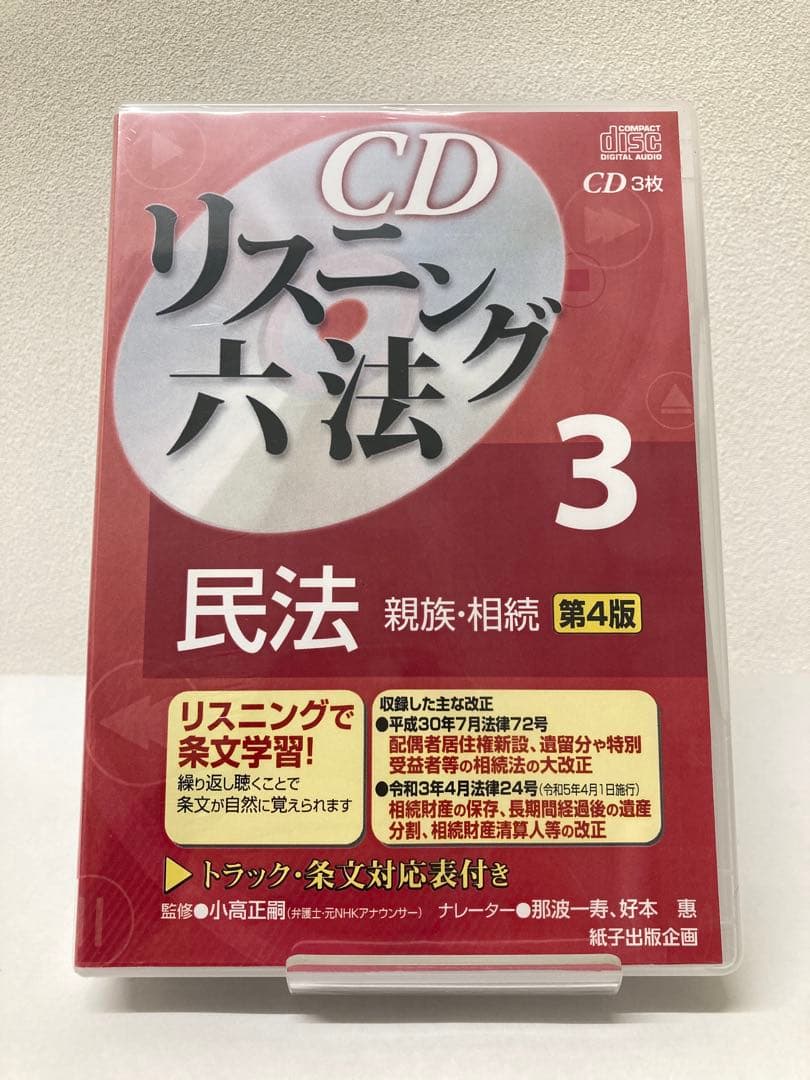 COMPACT
disc
DIGITAL AUDIO
CD 3枚
CD
リスニング
六法
3
民法 親族・相続 第4版
リスニングで
条文学習!
繰り返し聴くことで
条文が自然に覚えられます
収録した主な改正
●平成30年7月法律72号
配偶者居住権新設、遺留分や特別
受益者等の相続法の大改正
●令和3年4月法律24号(令和5年4月1日施行)
相続財産の保存、長期間経過後の遺産
分割、相続財産清算人等の改正
▶トラック・条文対応表付き
監修●小高正嗣(弁護士・元NHKアナウンサー) ナレーター●那波一寿、好本 惠
紙子出版企画